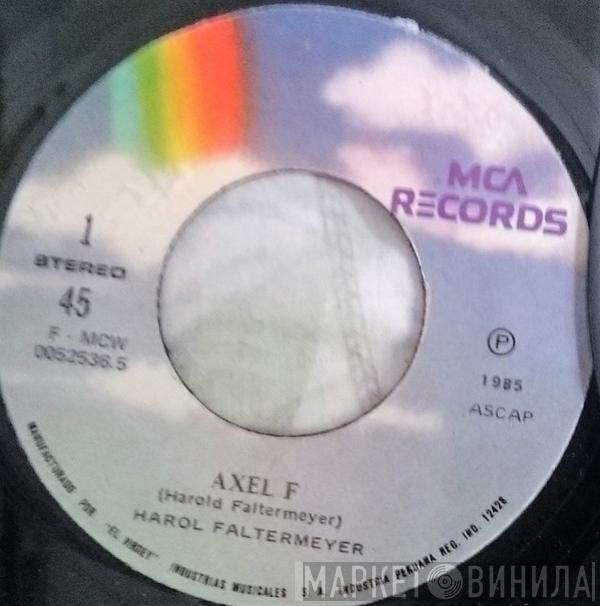 MCA
RECORDS
1
STEREO
45
F - MCW
0052536.5
℗
1985
ASCAP
AXEL F
(Harold Faltermeyer)
HAROL FALTERMEYER
MANUFACTURADO POR "EL VIRREY" INDUSTRIAS MUSICALES S. A. INDUSTRIA PERUANA REG. IND. 12428
МАРКЕТ ВИНИЛА